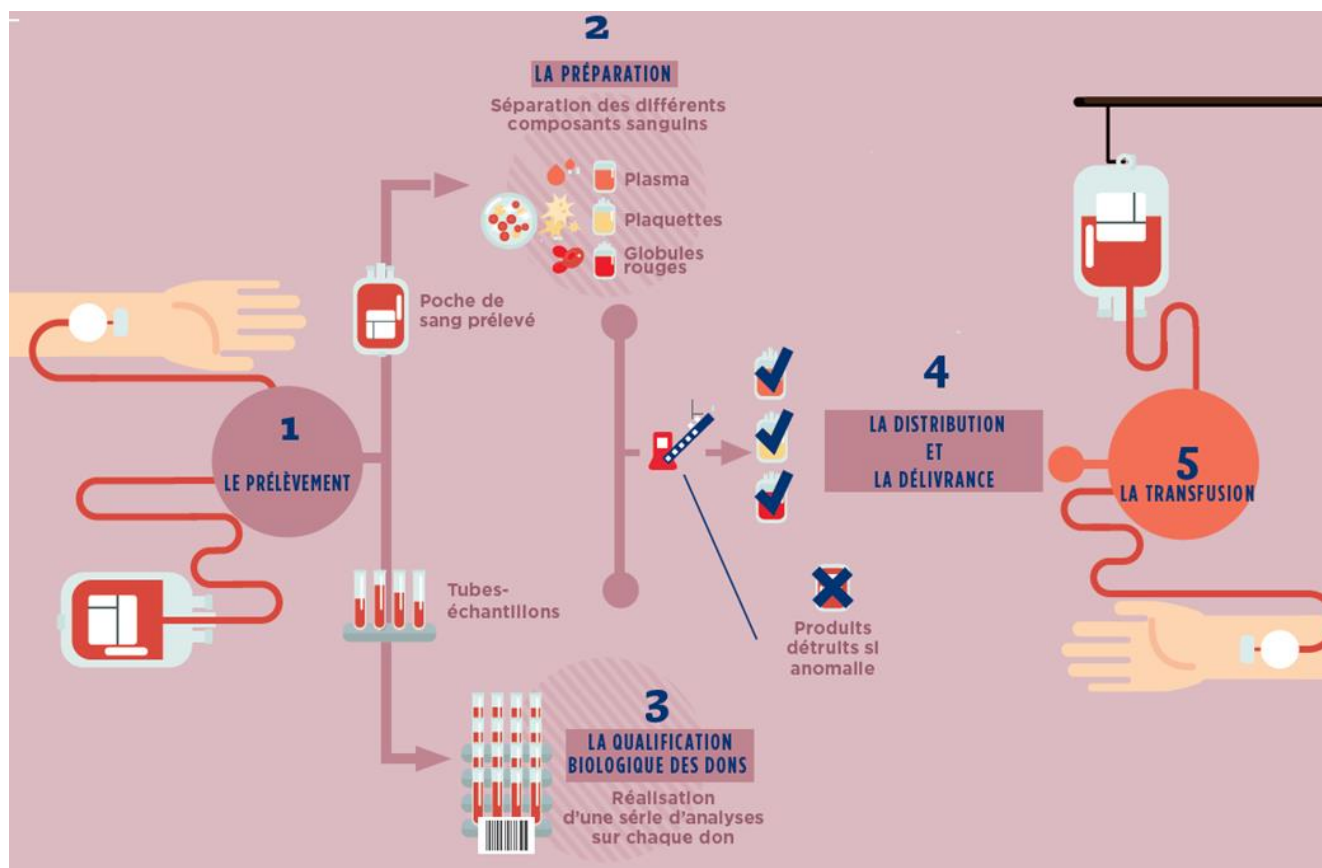 2
LA PRÉPARATION
Séparation des différents
composants sanguins
Plasma
Plaquettes
Globules
rouges
Poche de
sang prélevé
1
LE PRÉLÈVEMENT
Tubes-
échantillons
3
LA QUALIFICATION
BIOLOGIQUE DES DONS
Réalisation
d'une série d'analyses
sur chaque don
4
LA DISTRIBUTION
ET
LA DÉLIVRANCE
Produits
détruits si
anomalie
5
LA TRANSFUSION